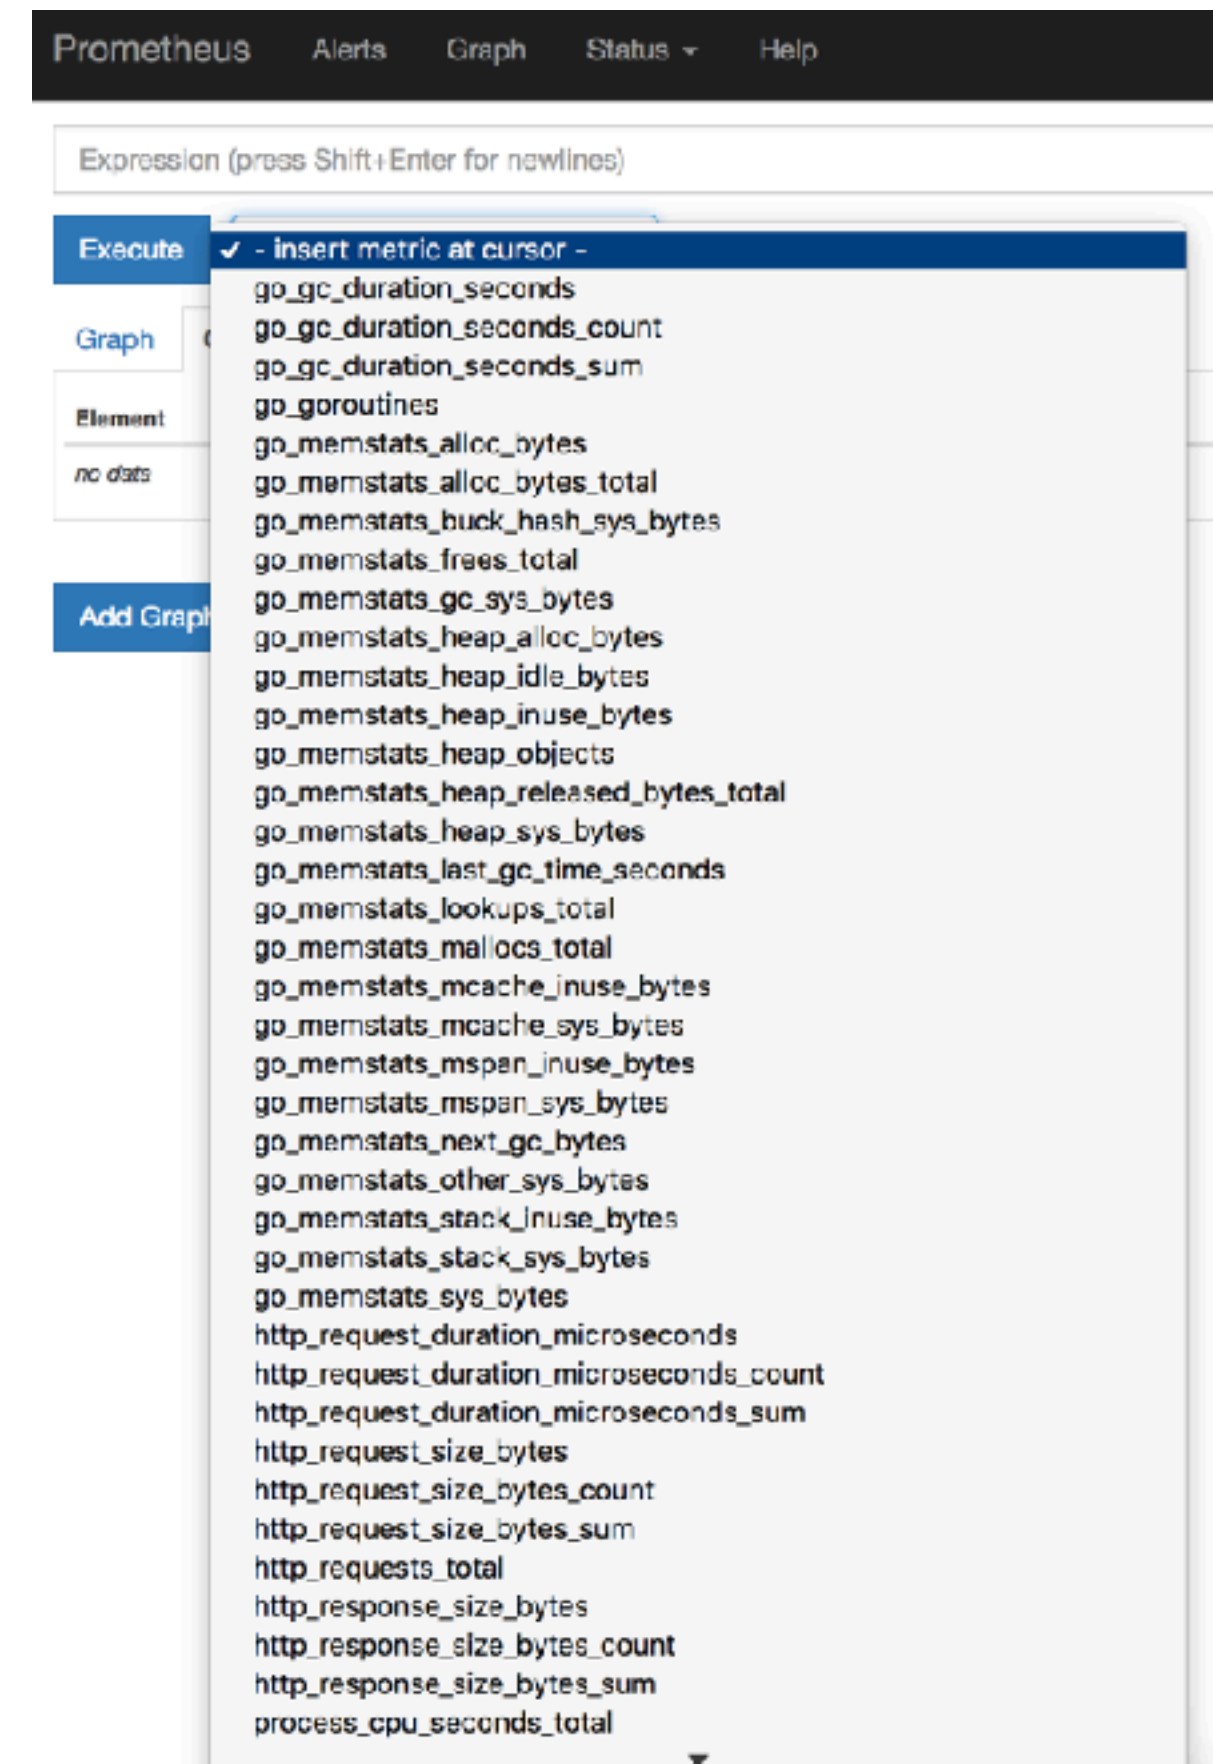 Prometheus Alerts Graph Status Help
Expression (press Shift+Enter for newlines)
Execute
✓ - insert metric at cursor -
go_gc_duration_seconds
go_gc_duration_seconds_count
Graph
go_gc_duration_seconds_sum
go_goroutines
Element
go_memstats_alloc_bytes
no data
go_memstats_alloc_bytes_total
go_memstats_buck_hash_sys_bytes
go_memstats_frees_total
go_memstats_gc_sys_bytes
Add Graph
go_memstats_heap_alloc_bytes
go_memstats_heap_idle_bytes
go_memstats_heap_inuse_bytes
go_memstats_heap_objects
go_memstats_heap_released_bytes_total
go_memstats_heap_sys_bytes
go_memstats_last_gc_time_seconds
go_memstats_lookups_total
go_memstats_mallocs_total
go_memstats_mcache_inuse_bytes
go_memstats_mcache_sys_bytes
go_memstats_mspan_inuse_bytes
go_memstats_mspan_sys_bytes
go_memstats_next_gc_bytes
go_memstats_other_sys_bytes
go_memstats_stack_inuse_bytes
go_memstats_stack_sys_bytes
go_memstats_sys_bytes
http_request_duration_microseconds
http_request_duration_microseconds_count
http_request_duration_microseconds_sum
http_request_size_bytes
http_request_size_bytes_count
http_request_size_bytes_sum
http_requests_total
http_response_size_bytes
http_response_size_bytes_count
http_response_size_bytes_sum
process_cpu_seconds_total